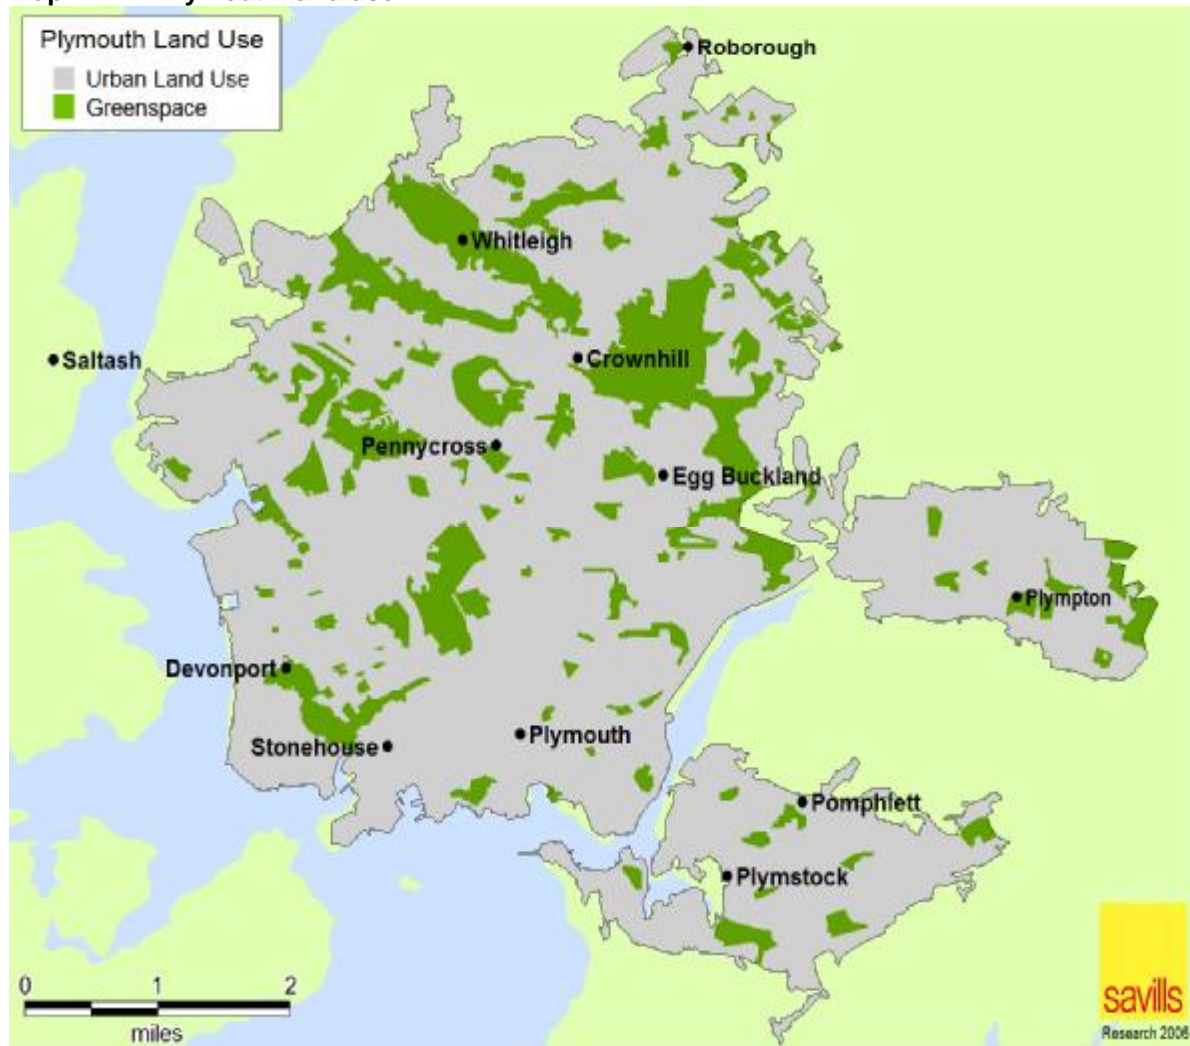 Plymouth Land Use
Urban Land Use
Greenspace
Roborough
Whitleigh
Saltash
Crownhill
Pennycross
Egg Buckland
Plympton
Devonport
Stonehouse
Plymouth
Pomphlett
Plymstock
0 1 2
miles
savills
Research 2006